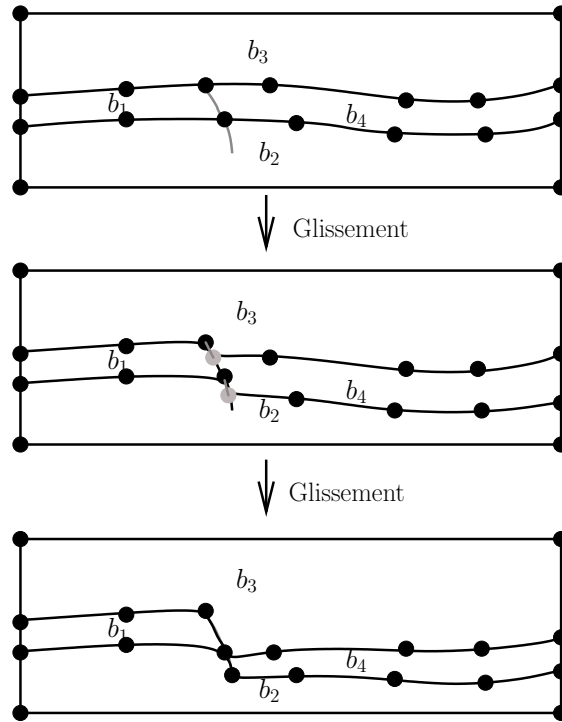 b₃
b₁
b₄
b₂
Glissement
b₃
b₁
b₄
b₂
Glissement
b₃
b₁
b₄
b₂